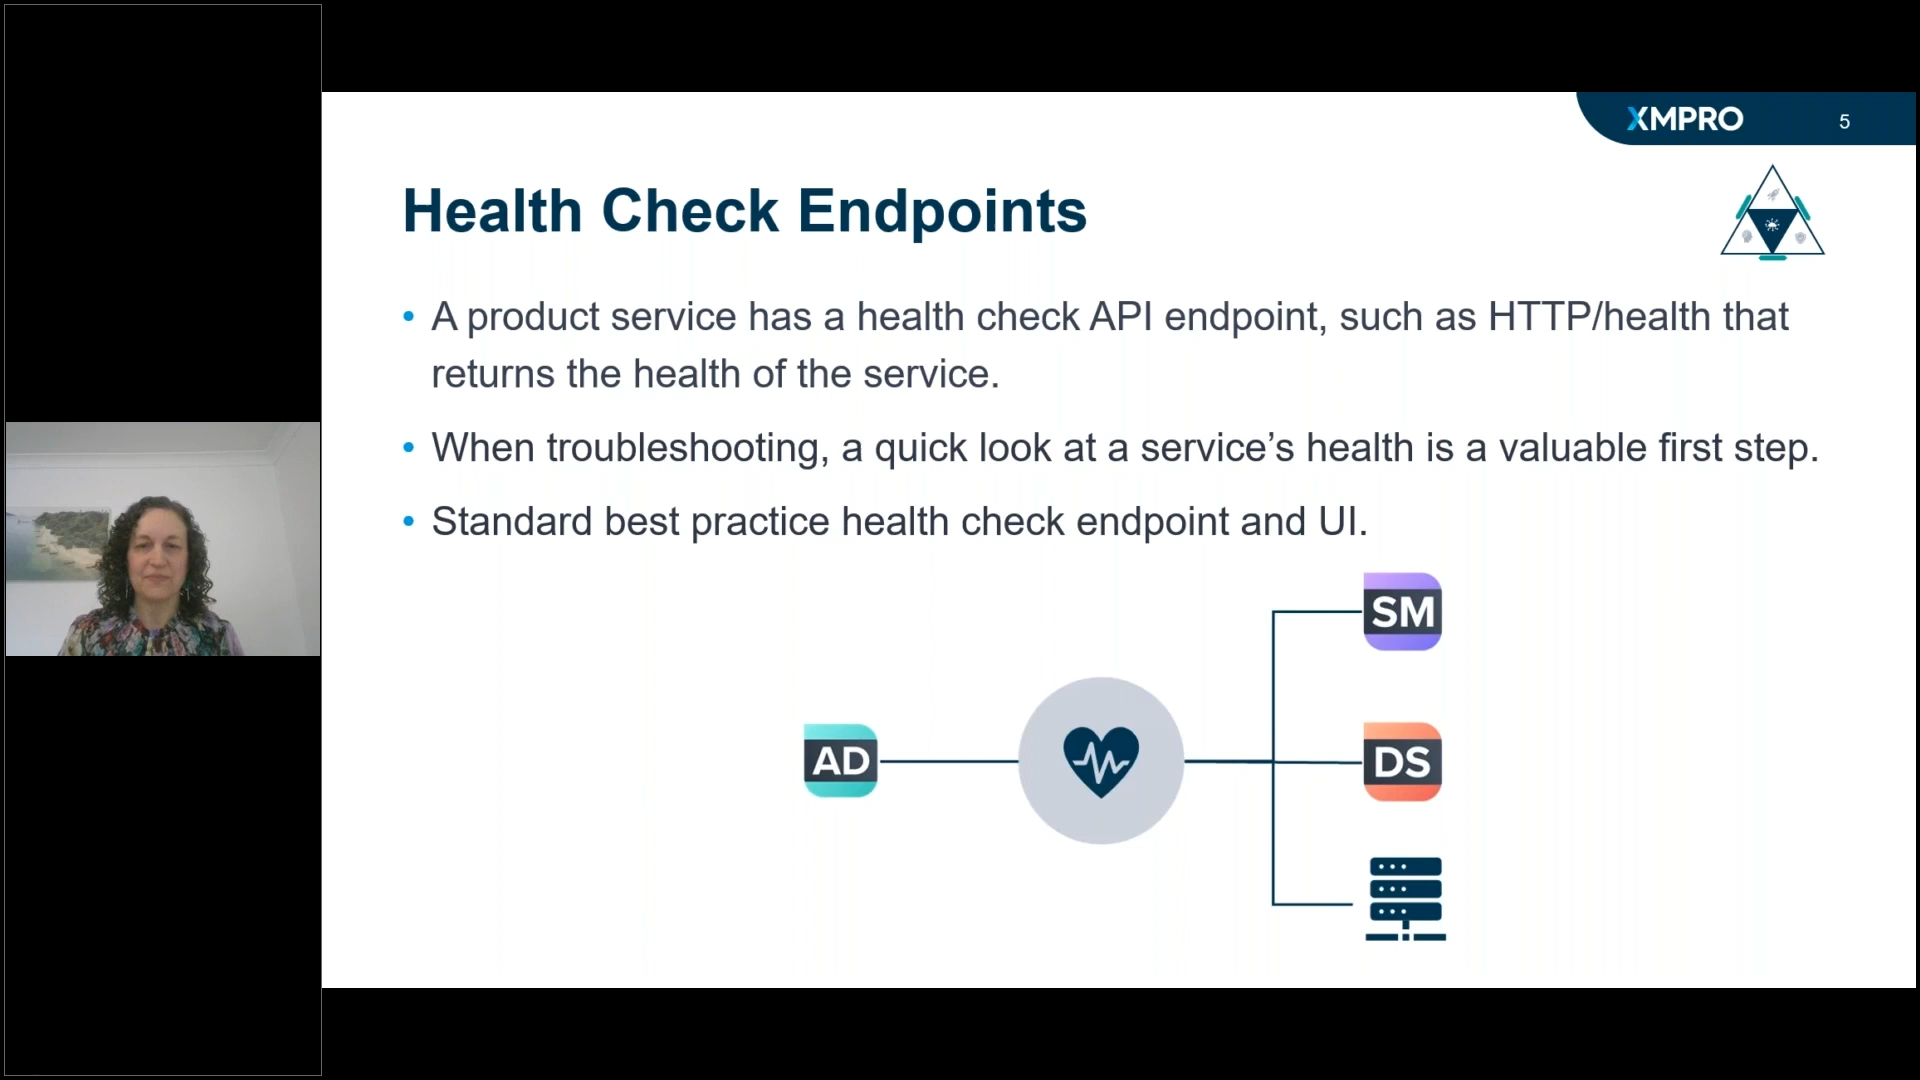 XMPRO
5
Health Check Endpoints
• A product service has a health check API endpoint, such as HTTP/health that
returns the health of the service.
• When troubleshooting, a quick look at a service’s health is a valuable first step.
• Standard best practice health check endpoint and UI.
SM
AD
DS